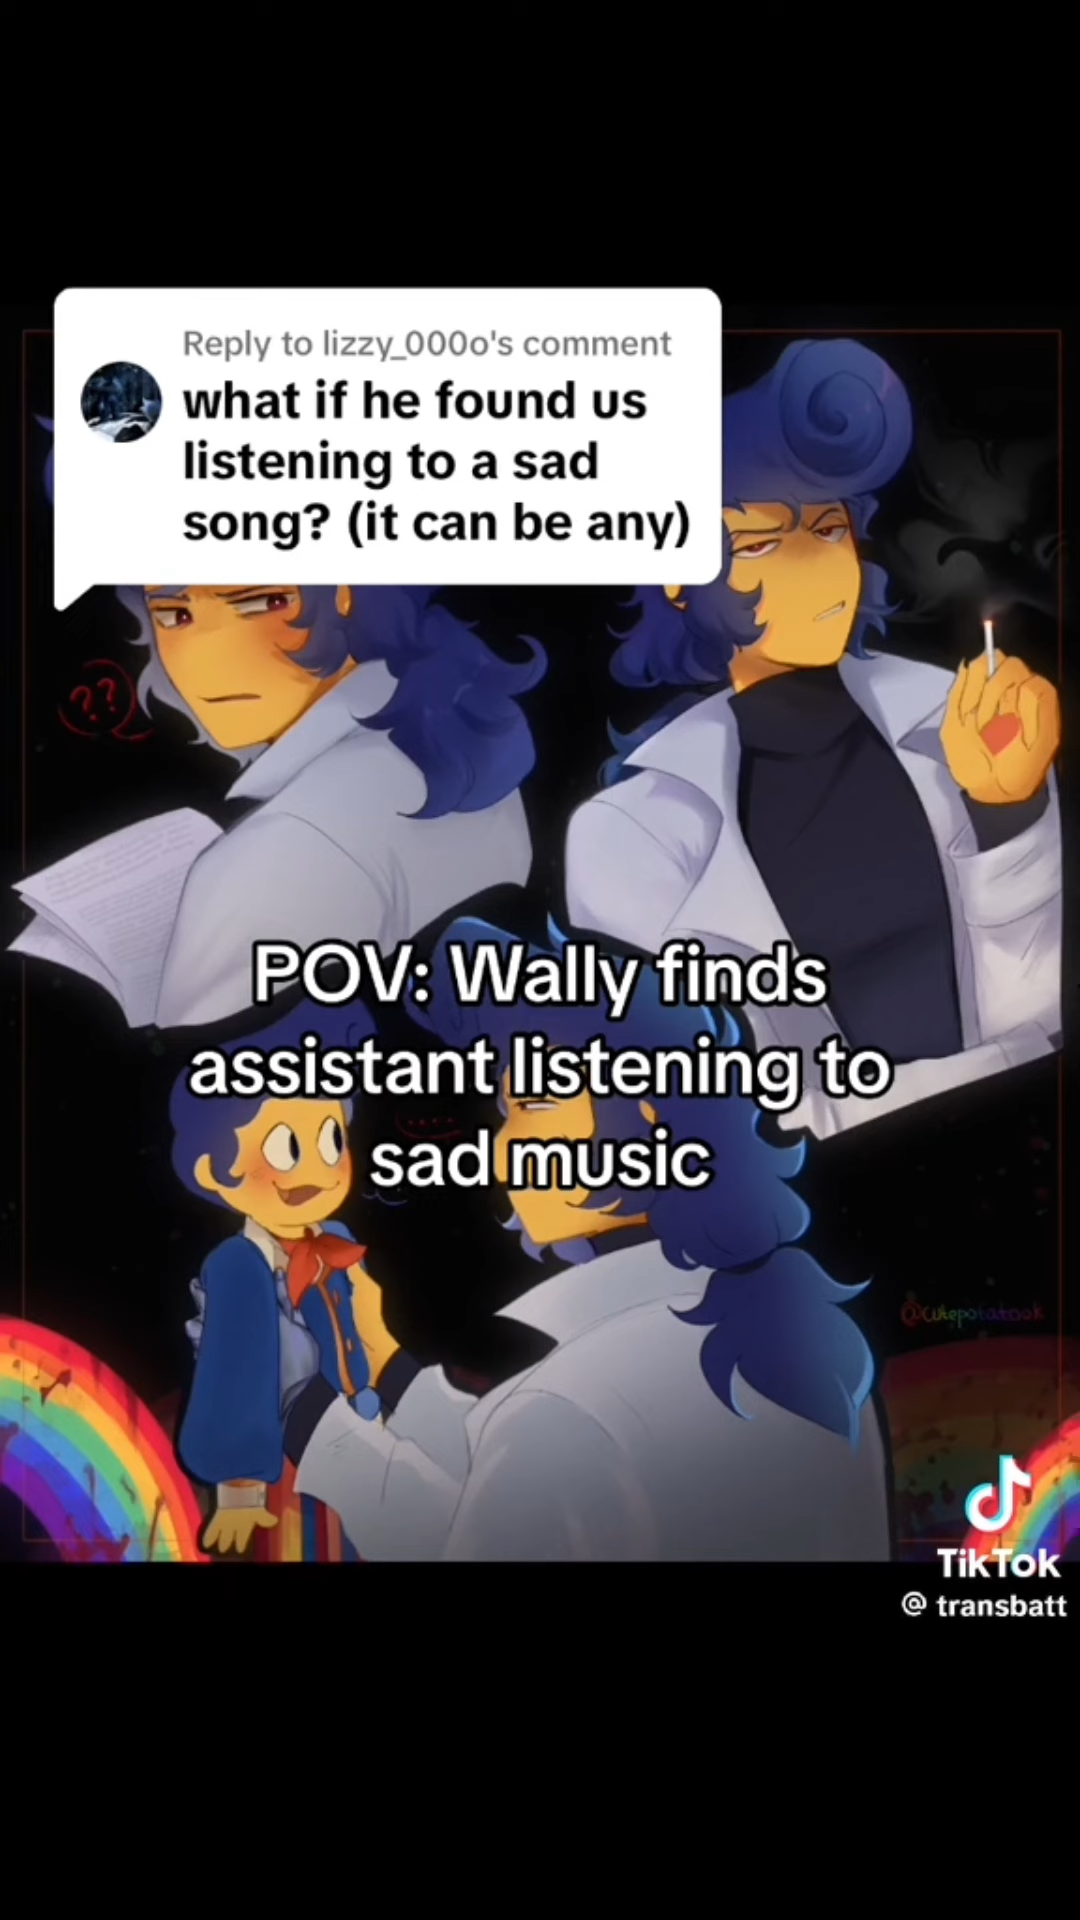 Reply to lizzy_000o's comment
what if he found us
listening to a sad
song? (it can be any)
??
POV: Wally finds
assistant listening to
sad music
@cutepotatook
TikTok
@ transbatt